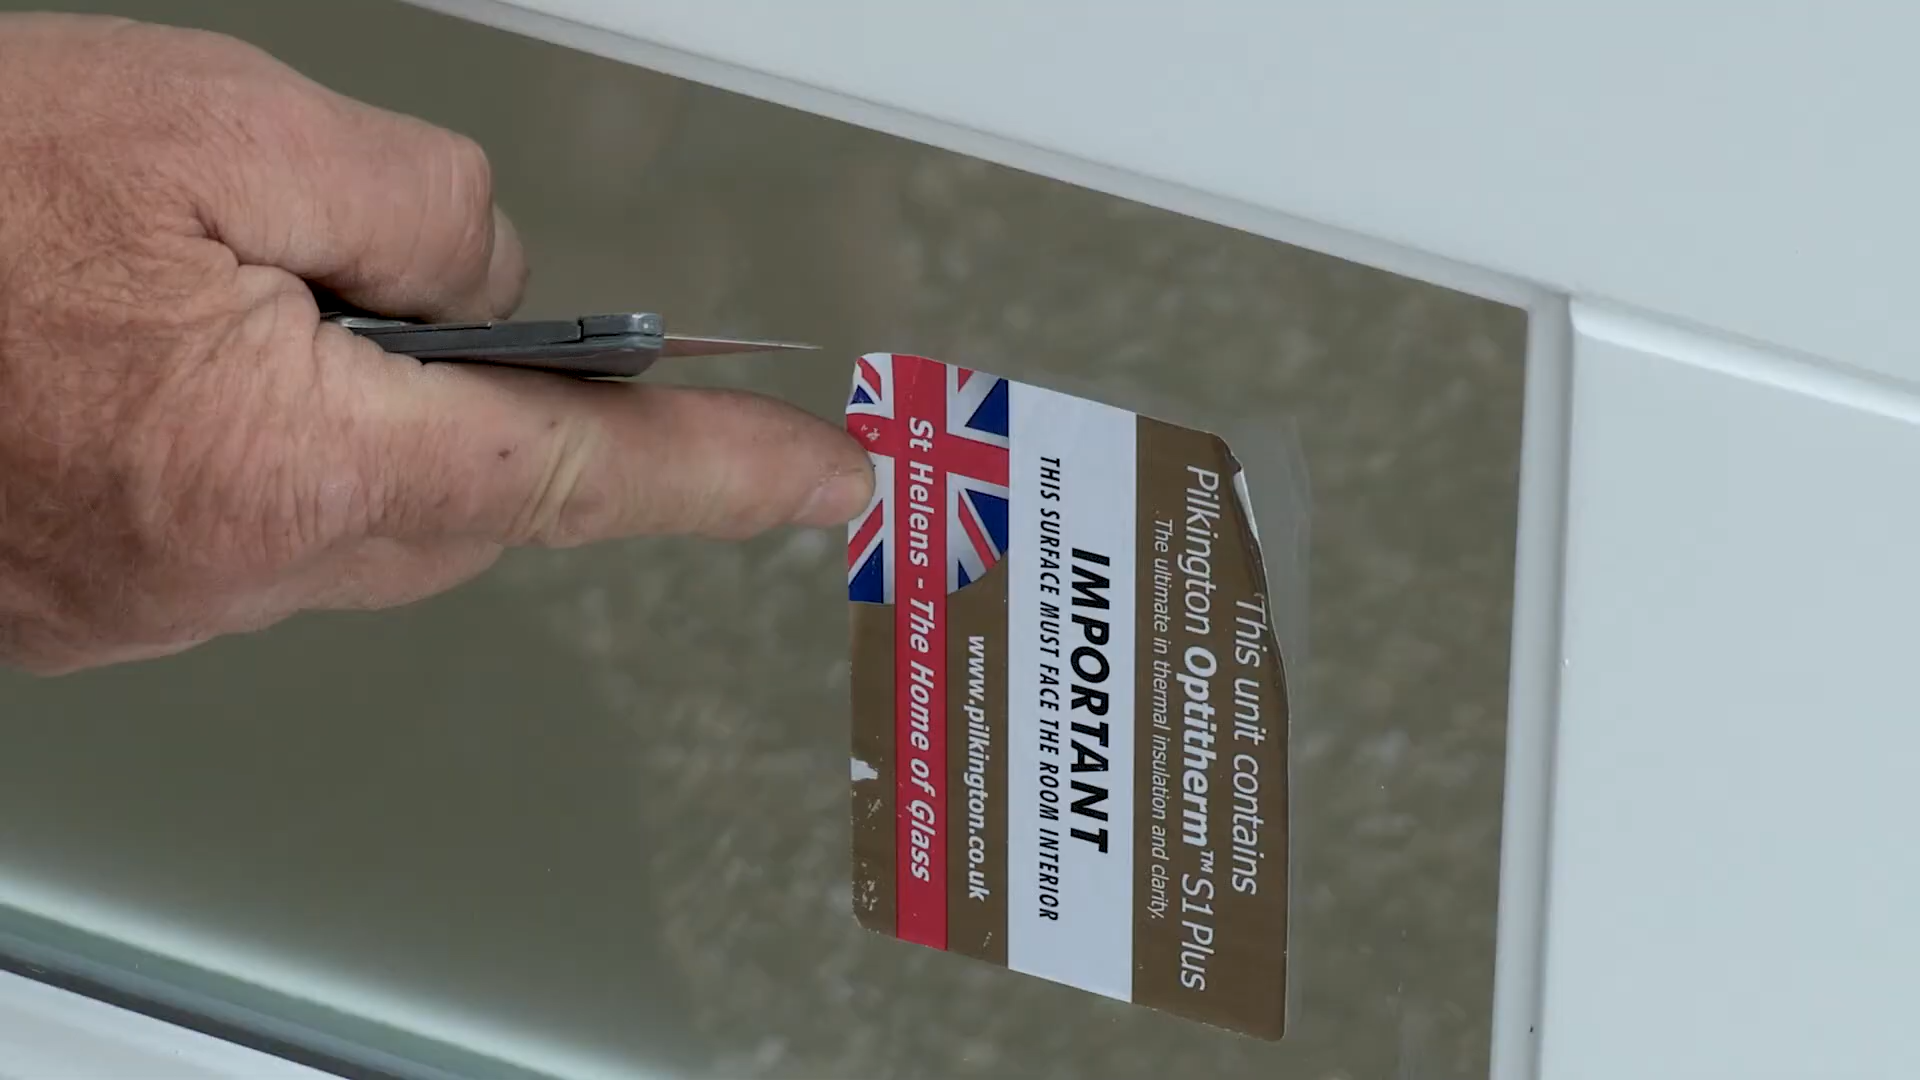 This unit contains
Pilkington Optitherm™ S1 Plus
The ultimate in thermal insulation and clarity.
IMPORTANT
THIS SURFACE MUST FACE THE ROOM INTERIOR
www.pilkington.co.uk
St Helens - The Home of Glass